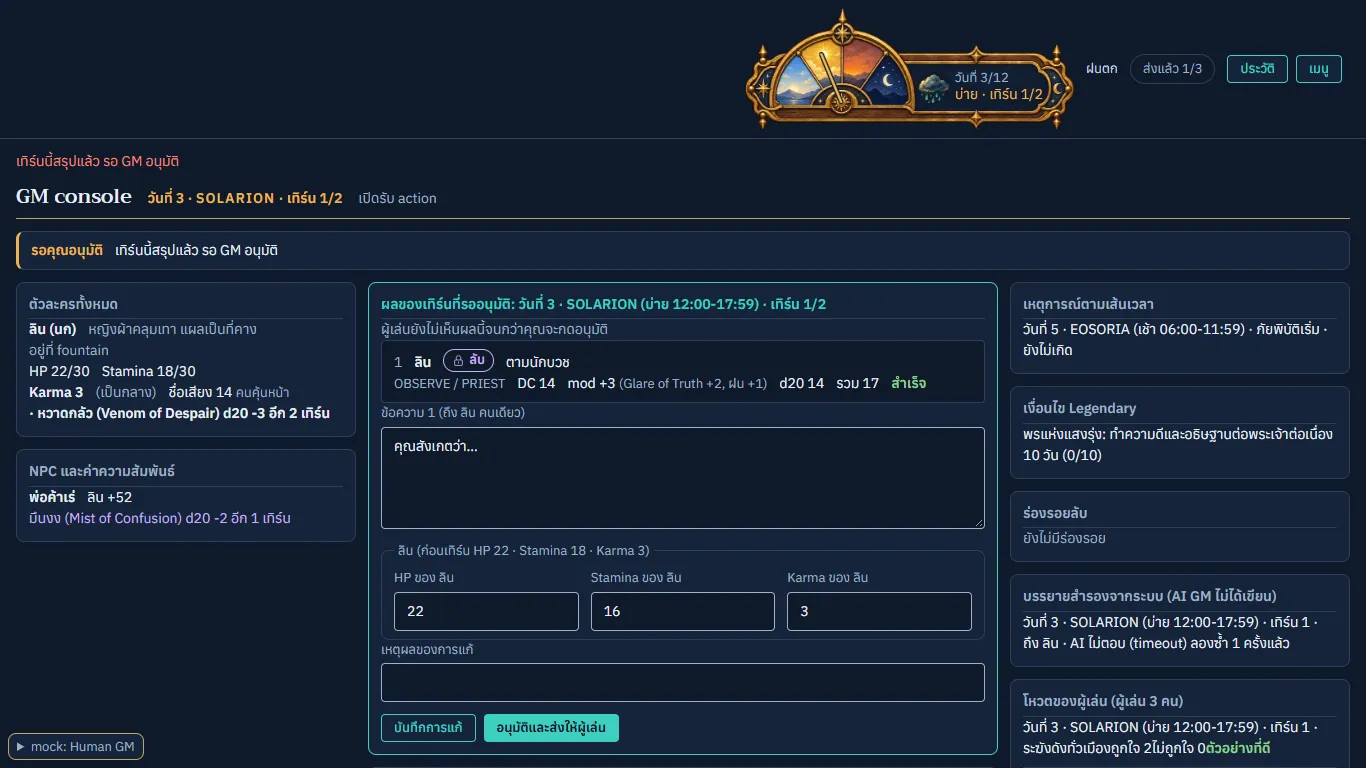 วันที่ 3/12
บ่าย · เทิร์น 1/2
ฝนตก
ส่งแล้ว 1/3
ประวัติ
เมนู
เทิร์นนี้สรุปแล้ว รอ GM อนุมัติ
GM console วันที่ 3 · SOLARION · เทิร์น 1/2 เปิดรับ action
รอคุณอนุมัติ เทิร์นนี้สรุปแล้ว รอ GM อนุมัติ
ตัวละครทั้งหมด
ลิน (นก) หญิงผ้าคลุมเทา แผลเป็นที่คาง
อยู่ที่ fountain
HP 22/30 Stamina 18/30
Karma 3 (เป็นกลาง) ชื่อเสียง 14 คนคุ้นหน้า
· หวาดกลัว (Venom of Despair) d20 -3 อีก 2 เทิร์น
NPC และค่าความสัมพันธ์
พ่อค้าเร่ ลิน +52
มึนงง (Mist of Confusion) d20 -2 อีก 1 เทิร์น
ผลของเทิร์นที่รออนุมัติ: วันที่ 3 · SOLARION (บ่าย 12:00-17:59) · เทิร์น 1/2
ผู้เล่นยังไม่เห็นผลนี้จนกว่าคุณจะกดอนุมัติ
1 ลิน ลับ ตามนักบวช
OBSERVE / PRIEST DC 14 mod +3 (Glare of Truth +2, ฝน +1) d20 14 รวม 17 สำเร็จ
ข้อความ 1 (ถึง ลิน คนเดียว)
คุณสังเกตว่า...
ลิน (ก่อนเทิร์น HP 22 · Stamina 18 · Karma 3)
HP ของ ลิน Stamina ของ ลิน Karma ของ ลิน
22 16 3
เหตุผลของการแก้
บันทึกการแก้ อนุมัติและส่งให้ผู้เล่น
เหตุการณ์ตามเส้นเวลา
วันที่ 5 · EOSORIA (เช้า 06:00-11:59) · ภัยพิบัติเริ่ม ·
ยังไม่เกิด
เงื่อนไข Legendary
พรแห่งแสงรุ่ง: ทำความดีและอธิษฐานต่อพระเจ้าต่อเนื่อง
10 วัน (0/10)
ร่องรอยลับ
ยังไม่มีร่องรอย
บรรยายสำรองจากระบบ (AI GM ไม่ได้เขียน)
วันที่ 3 · SOLARION (บ่าย 12:00-17:59) · เทิร์น 1 ·
ถึง ลิน · AI ไม่ตอบ (timeout) ลองซ้ำ 1 ครั้งแล้ว
โหวตของผู้เล่น (ผู้เล่น 3 คน)
วันที่ 3 · SOLARION (บ่าย 12:00-17:59) · เทิร์น 1 ·
ระฆังดังทั่วเมืองถูกใจ 2ไม่ถูกใจ 0ตัวอย่างที่ดี
▶ mock: Human GM